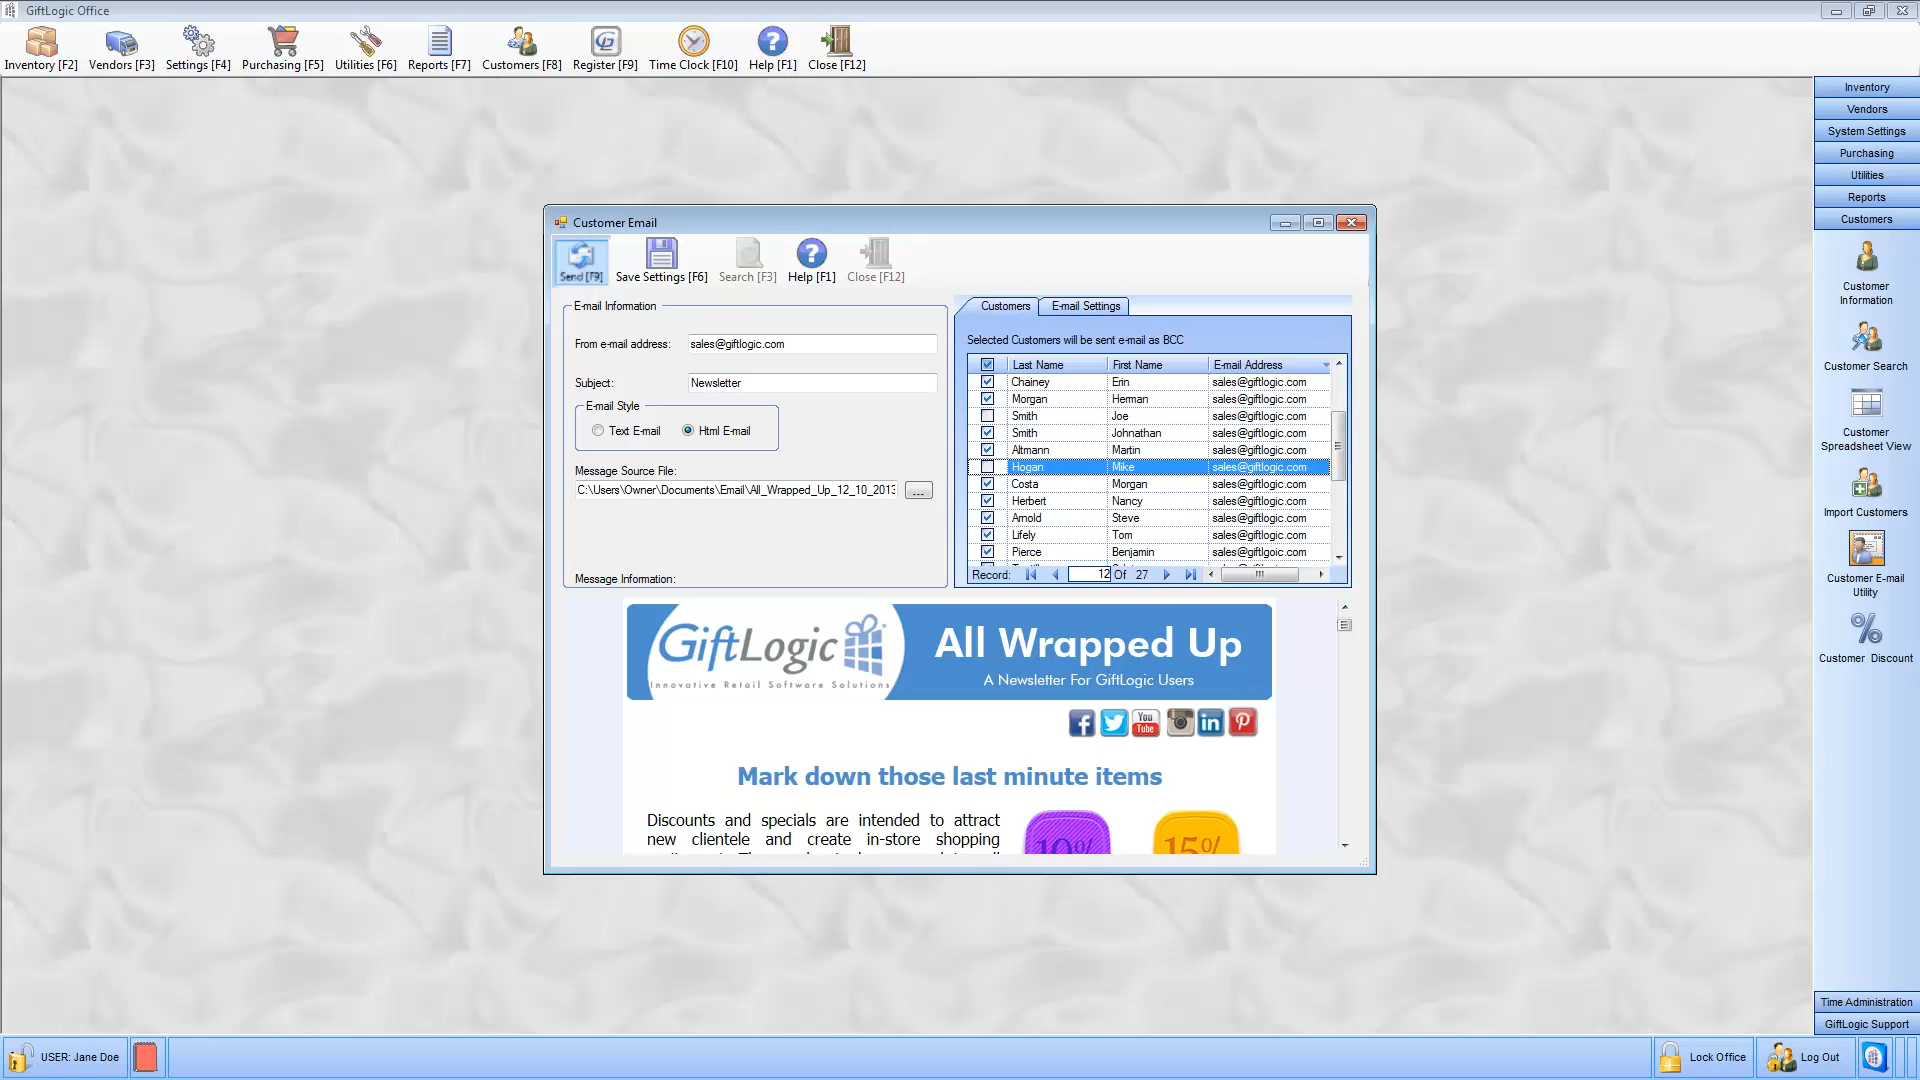 GiftLogic Office
Inventory [F2]
Vendors [F3]
Settings [F4]
Purchasing [F5]
Utilities [F6]
Reports [F7]
Customers [F8]
Register [F9]
Time Clock [F10]
Help [F1]
Close [F12]
Customer Email
Send [F9]
Save Settings [F6]
Search [F3]
Help [F1]
Close [F12]
E-mail Information
From e-mail address: sales@giftlogic.com
Subject: Newsletter
E-mail Style
Text E-mail
Html E-mail
Message Source File:
C:\Users\Owner\Documents\Email\All_Wrapped_Up_12_10_2013
...
Message Information:
Customers
E-mail Settings
Selected Customers will be sent e-mail as BCC
Last Name First Name E-mail Address
Chainey Erin sales@giftlogic.com
Morgan Herman sales@giftlogic.com
Smith Joe sales@giftlogic.com
Smith Johnathan sales@giftlogic.com
Altmann Martin sales@giftlogic.com
Hogan Mike sales@giftlogic.com
Costa Morgan sales@giftlogic.com
Herbert Nancy sales@giftlogic.com
Arnold Steve sales@giftlogic.com
Lifely Tom sales@giftlogic.com
Pierce Benjamin sales@giftlgoic.com
Record: 12 Of 27
GiftLogic
Innovative Retail Software Solutions
All Wrapped Up
A Newsletter For GiftLogic Users
You
Tube
in
Mark down those last minute items
Discounts and specials are intended to attract
new clientele and create in-store shopping
10%
15%
Inventory
Vendors
System Settings
Purchasing
Utilities
Reports
Customers
Customer
Information
Customer Search
Customer
Spreadsheet View
Import Customers
Customer E-mail
Utility
Customer Discount
Time Administration
GiftLogic Support
USER: Jane Doe
Lock Office
Log Out